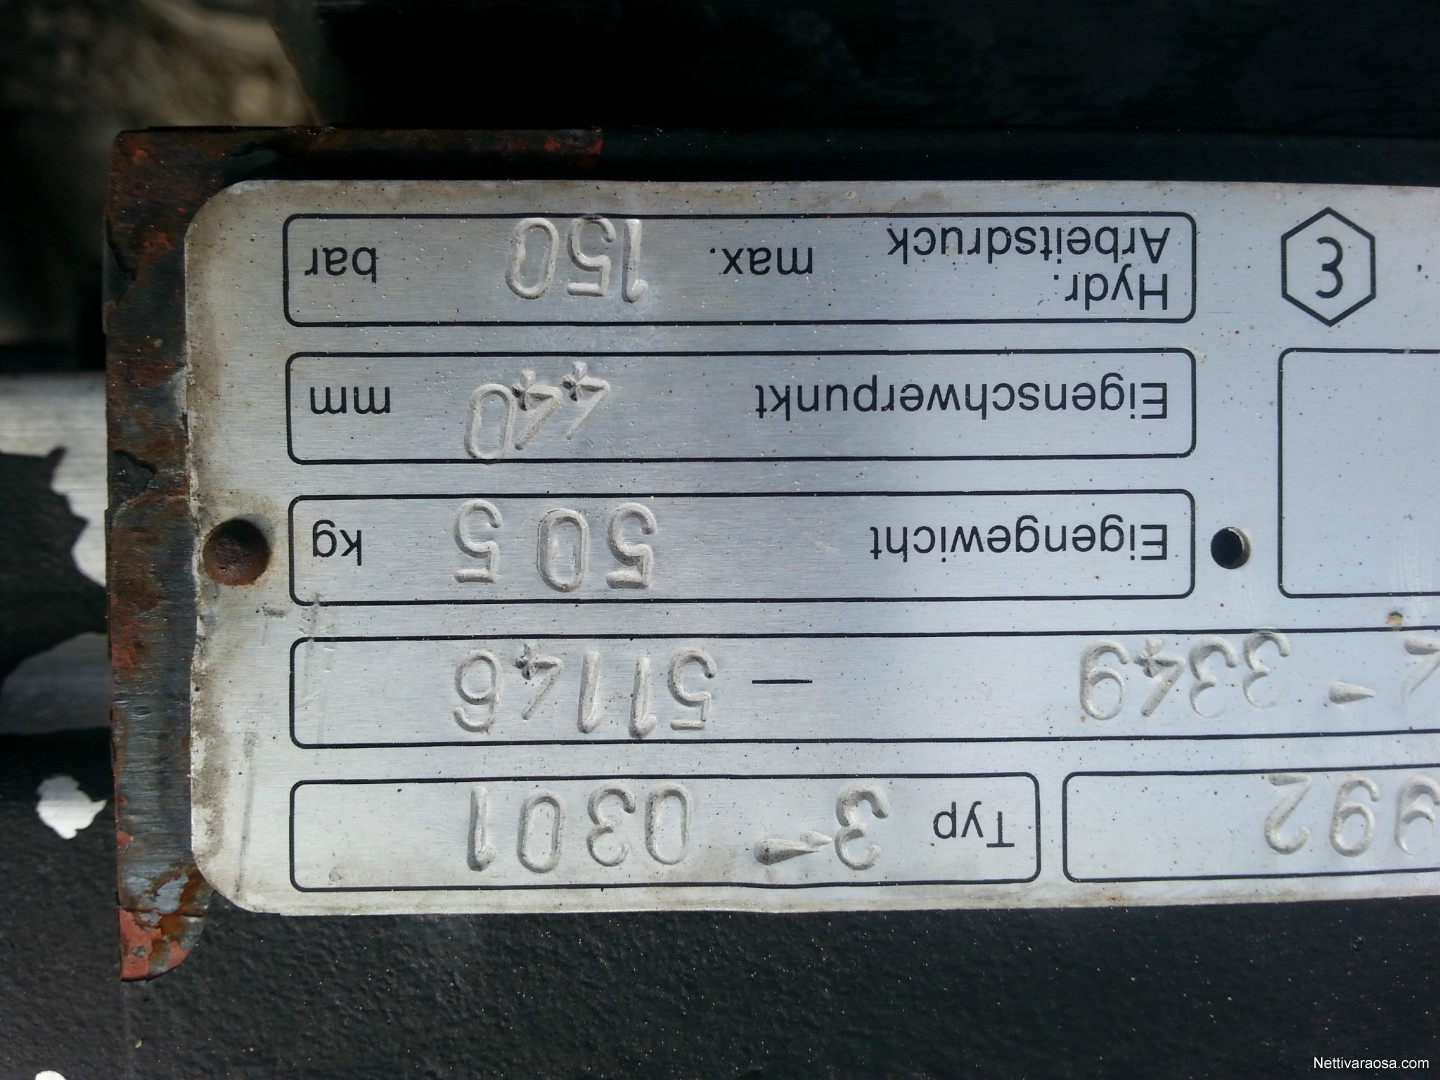 992 Typ 3-0301
- 3349 — 51146
Eigengewicht 505 kg
Eigenschwerpunkt 440 mm
Hydr.
Arbeitsdruck max. 150 bar
Nettivaraosa.com